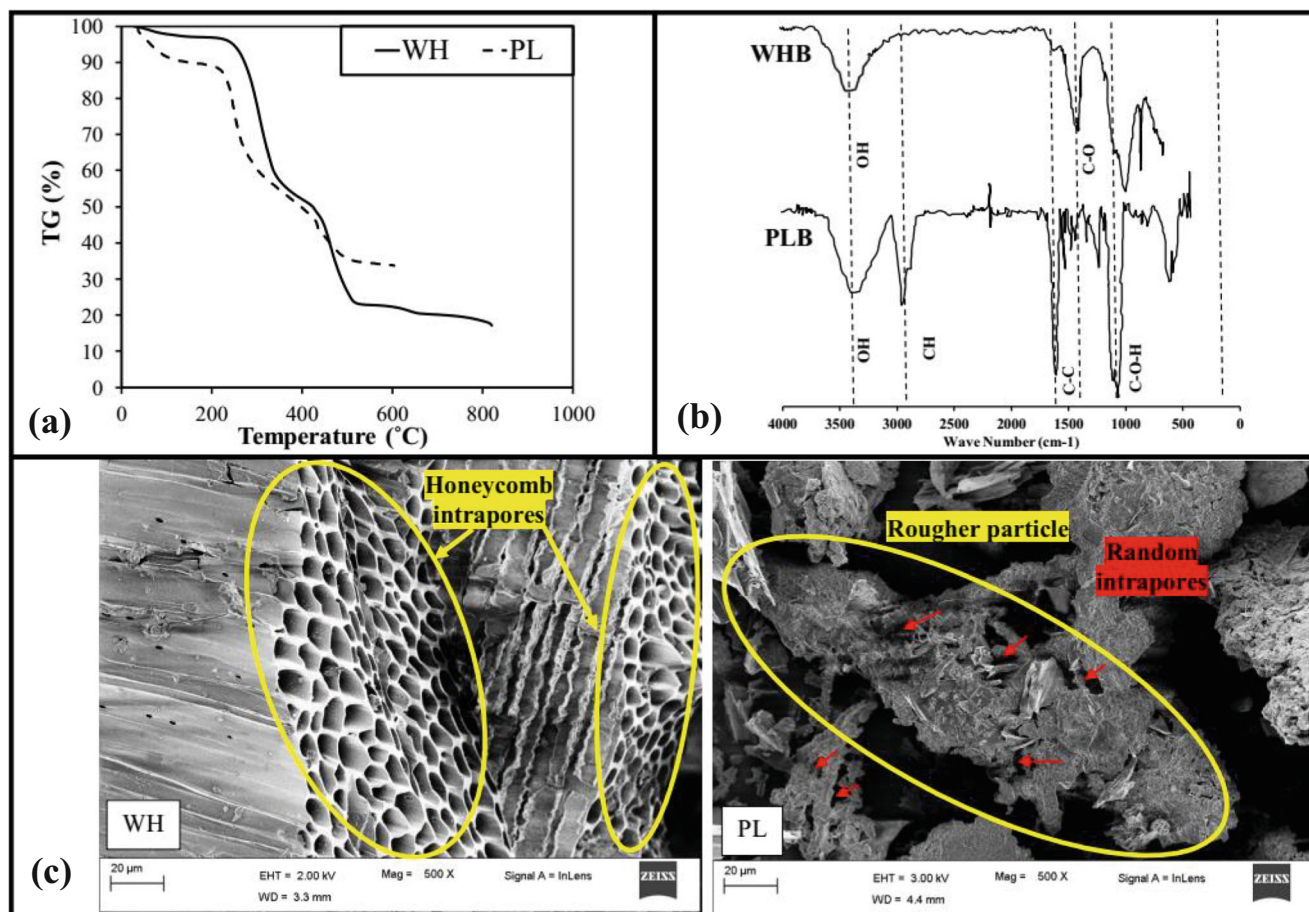 100
90
80
70
60
50
40
30
20
10
0
TG (%)
WH PL
0 200 400 600 800 1000
Temperature (˚C)
(a)
(b)
WHB
PLB
OH
C-O
OH
CH
C-C
C-O-H
4000 3500 3000 2500 2000 1500 1000 500 0
Wave Number (cm-1)
Honeycomb
intrapores
WH
(c)
20 µm
EHT = 2.00 kV Mag = 500 X Signal A = InLens
WD = 3.3 mm
ZEISS
Rougher particle
Random
intrapores
PL
20 µm
EHT = 3.00 kV Mag = 500 X Signal A = InLens
WD = 4.4 mm
ZEISS